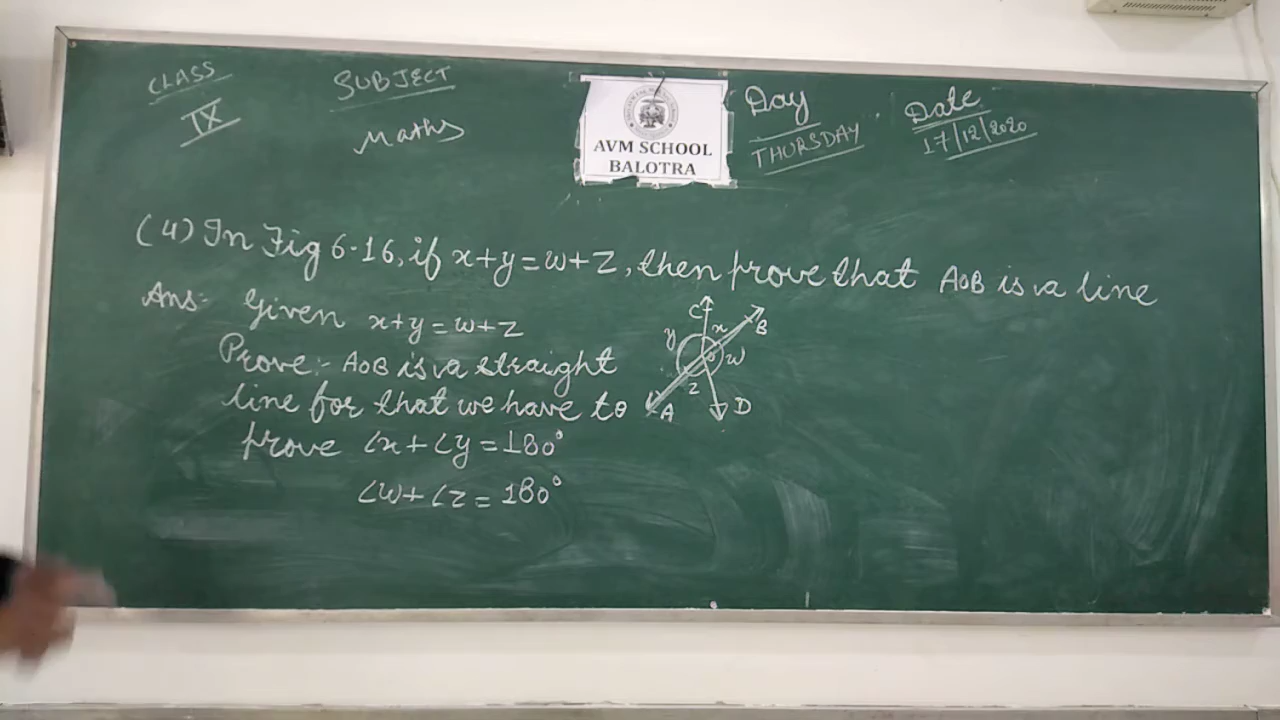 CLASS
IX
SUBJECT
Maths
AVM SCHOOL
BALOTRA
Day
THURSDAY
Date
17/12/2020
(4) In Fig 6.16, if x+y=w+z, then prove that AOB is a line
Ans:- Given x+y=w+z
Prove:- AOB is a straight
line for that we have to
prove ∠x+∠y=180°
∠w+∠z=180°
C
B
y
x
O
w
z
A
D